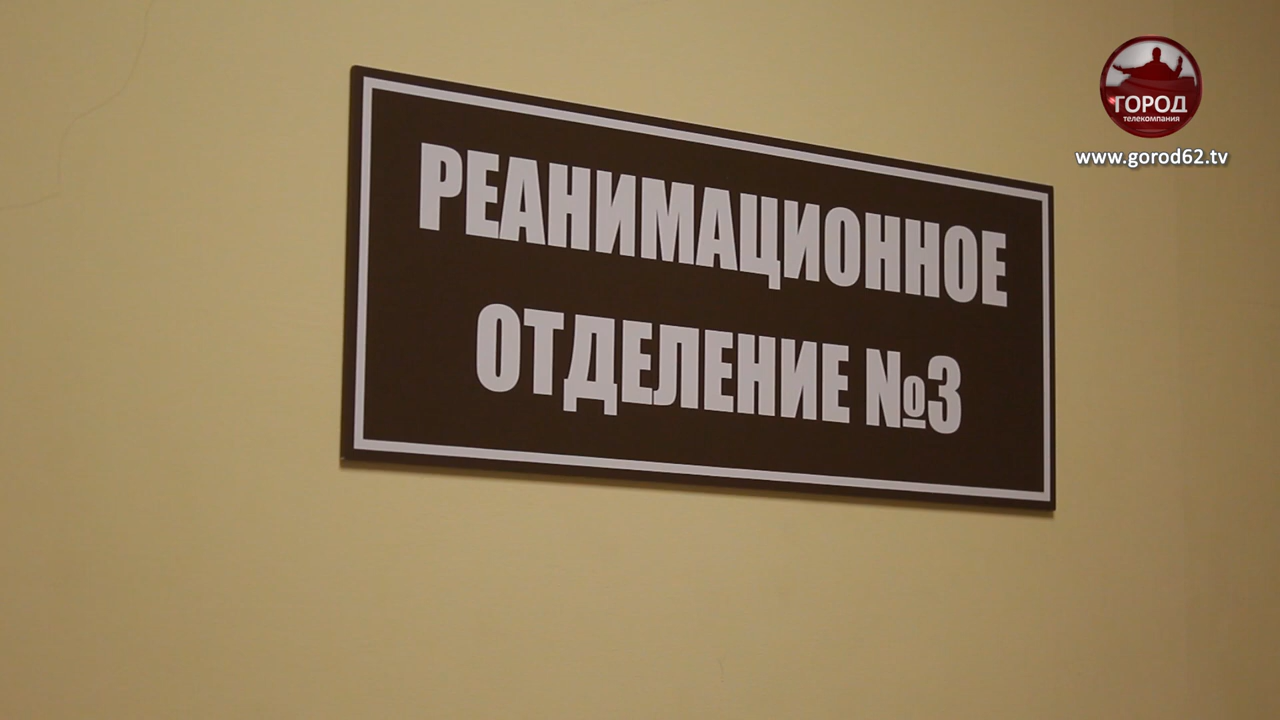 РЕАНИМАЦИОННОЕ
ОТДЕЛЕНИЕ №3
ГОРОД
телекомпания
www.gorod62.tv